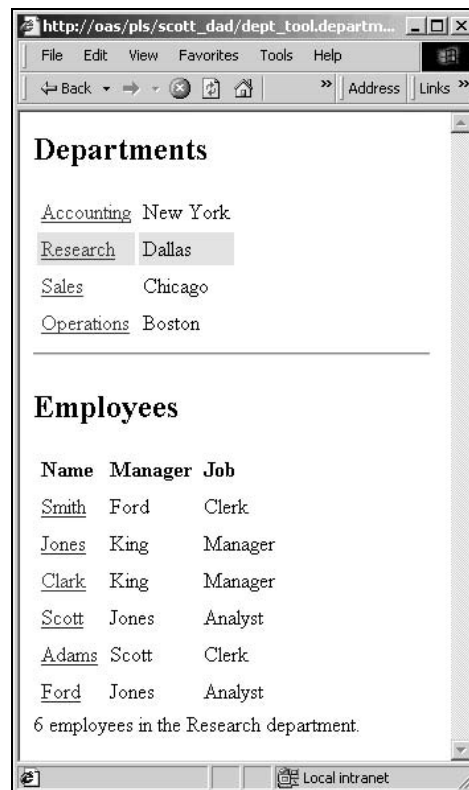 http://oas/pls/scott_dad/dept_tool.departm...
File Edit View Favorites Tools Help
Back » Address Links »
Departments
Accounting New York
Research Dallas
Sales Chicago
Operations Boston
Employees
Name Manager Job
Smith Ford Clerk
Jones King Manager
Clark King Manager
Scott Jones Analyst
Adams Scott Clerk
Ford Jones Analyst
6 employees in the Research department.
Local intranet